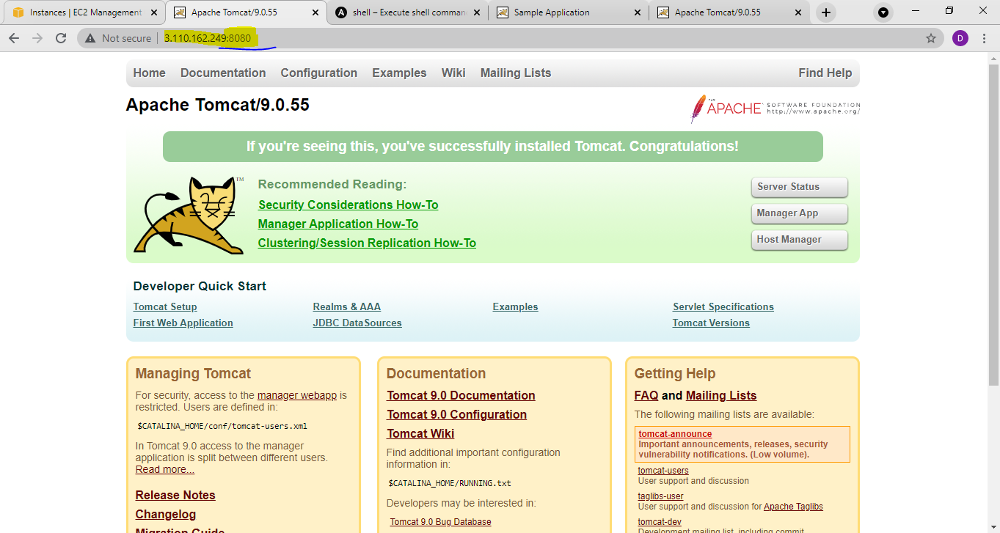 Instances | EC2 Management
Apache Tomcat/9.0.55
shell – Execute shell comman
Sample Application
Apache Tomcat/9.0.55
Not secure
3.110.162.249:8080
D
Home Documentation Configuration Examples Wiki Mailing Lists Find Help
Apache Tomcat/9.0.55
THE
APACHE
SOFTWARE FOUNDATION
http://www.apache.org/
If you're seeing this, you've successfully installed Tomcat. Congratulations!
TM
Recommended Reading:
Security Considerations How-To
Manager Application How-To
Clustering/Session Replication How-To
Server Status
Manager App
Host Manager
Developer Quick Start
Tomcat Setup
First Web Application
Realms & AAA
JDBC DataSources
Examples
Servlet Specifications
Tomcat Versions
Managing Tomcat
For security, access to the manager webapp is
restricted. Users are defined in:
$CATALINA_HOME/conf/tomcat-users.xml
In Tomcat 9.0 access to the manager
application is split between different users.
Read more...
Release Notes
Changelog
Migration Guide
Documentation
Tomcat 9.0 Documentation
Tomcat 9.0 Configuration
Tomcat Wiki
Find additional important configuration
information in:
$CATALINA_HOME/RUNNING.txt
Developers may be interested in:
Tomcat 9.0 Bug Database
Getting Help
FAQ and Mailing Lists
The following mailing lists are available:
tomcat-announce
Important announcements, releases, security
vulnerability notifications. (Low volume).
tomcat-users
User support and discussion
taglibs-user
User support and discussion for Apache Taglibs
tomcat-dev
Development mailing list, including commit